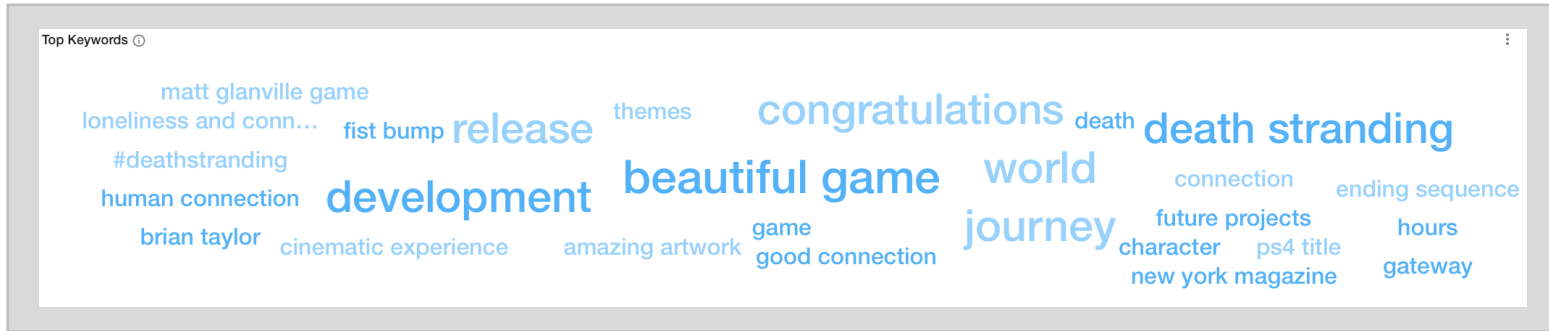 Top Keywords
matt glanville game
loneliness and conn…
fist bump
release
themes
congratulations
death
death stranding
#deathstranding
human connection
development
beautiful game
world
connection
ending sequence
brian taylor
cinematic experience
amazing artwork
game
good connection
journey
future projects
hours
character
ps4 title
new york magazine
gateway